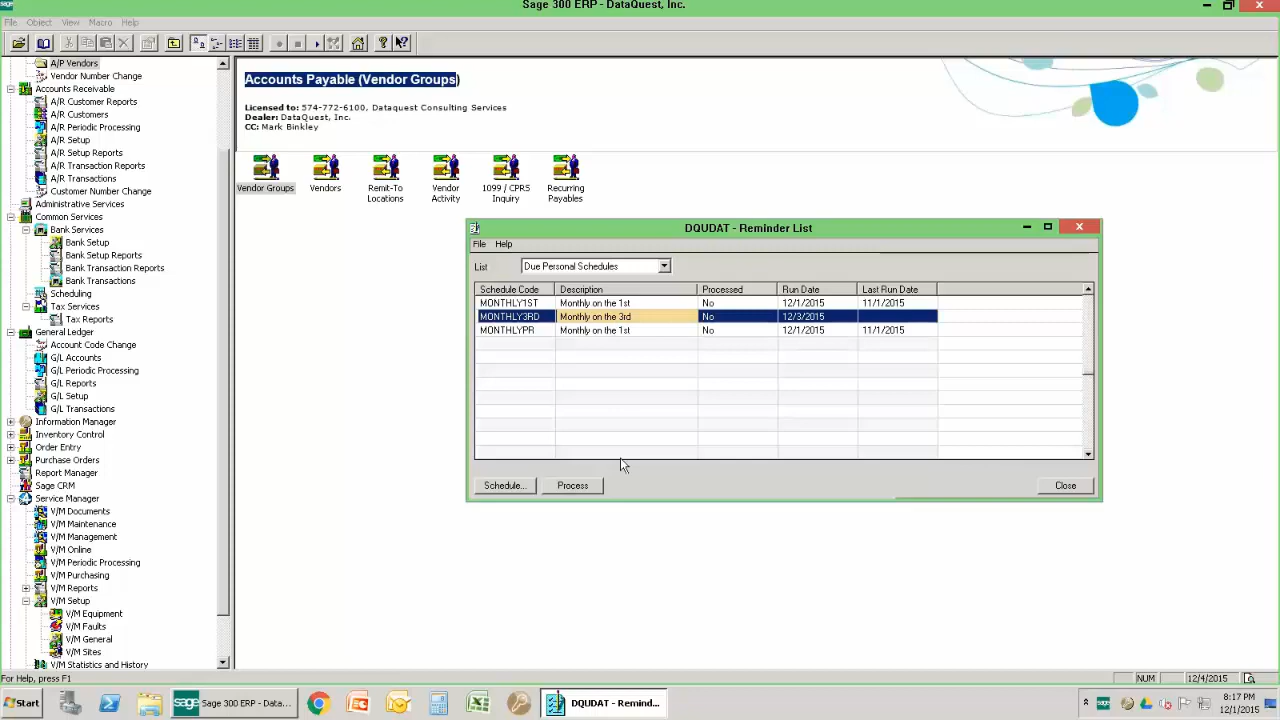 sage
Sage 300 ERP - DataQuest, Inc.
File Object View Macro Help
A/P Vendors
Vendor Number Change
Accounts Receivable
A/R Customer Reports
A/R Customers
A/R Periodic Processing
A/R Setup
A/R Setup Reports
A/R Transaction Reports
A/R Transactions
Customer Number Change
Administrative Services
Common Services
Bank Services
Bank Setup
Bank Setup Reports
Bank Transaction Reports
Bank Transactions
Scheduling
Tax Services
Tax Reports
General Ledger
Account Code Change
G/L Accounts
G/L Periodic Processing
G/L Reports
G/L Setup
G/L Transactions
Information Manager
Inventory Control
Order Entry
Purchase Orders
Report Manager
Sage CRM
Service Manager
V/M Documents
V/M Maintenance
V/M Management
V/M Online
V/M Periodic Processing
V/M Purchasing
V/M Reports
V/M Setup
V/M Equipment
V/M Faults
V/M General
V/M Sites
V/M Statistics and History
Accounts Payable (Vendor Groups)
Licensed to: 574-772-6100, Dataquest Consulting Services
Dealer: DataQuest, Inc.
CC: Mark Binkley
Vendor Groups
Vendors
Remit-To
Locations
Vendor
Activity
1099 / CPRS
Inquiry
Recurring
Payables
DQUDAT - Reminder List
File Help
List Due Personal Schedules
Schedule Code Description Processed Run Date Last Run Date
MONTHLY1ST Monthly on the 1st No 12/1/2015 11/1/2015
MONTHLY3RD Monthly on the 3rd No 12/3/2015
MONTHLYPR Monthly on the 1st No 12/1/2015 11/1/2015
Schedule... Process Close
For Help, press F1
NUM 12/4/2015
Start
sage Sage 300 ERP - Data...
DQUDAT - Remind...
sage
8:17 PM
12/1/2015